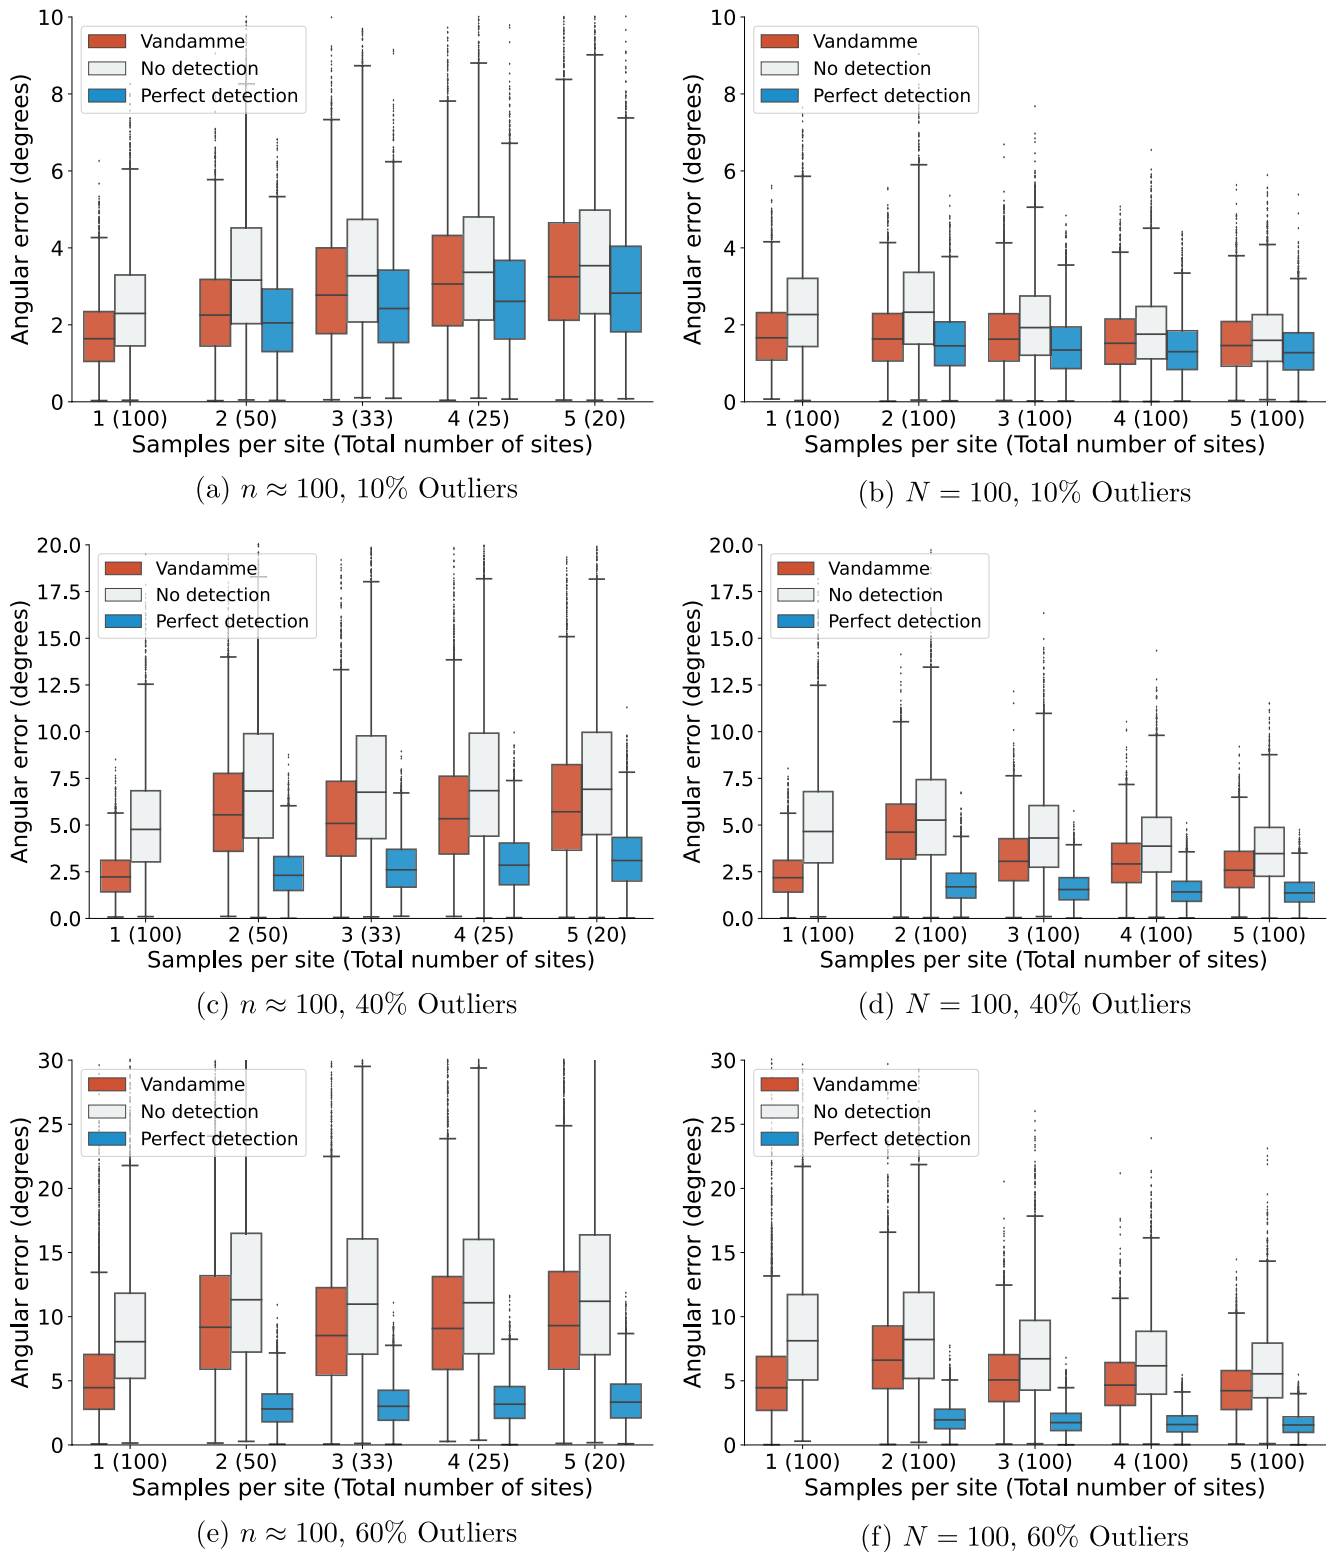 10
8
6
4
2
0
Angular error (degrees)
Vandamme
No detection
Perfect detection
1 (100) 2 (50) 3 (33) 4 (25) 5 (20)
Samples per site (Total number of sites)
(a) n ≈ 100, 10% Outliers
10
8
6
4
2
0
Angular error (degrees)
Vandamme
No detection
Perfect detection
1 (100) 2 (100) 3 (100) 4 (100) 5 (100)
Samples per site (Total number of sites)
(b) N = 100, 10% Outliers
20.0
17.5
15.0
12.5
10.0
7.5
5.0
2.5
0.0
Angular error (degrees)
Vandamme
No detection
Perfect detection
1 (100) 2 (50) 3 (33) 4 (25) 5 (20)
Samples per site (Total number of sites)
(c) n ≈ 100, 40% Outliers
20.0
17.5
15.0
12.5
10.0
7.5
5.0
2.5
0.0
Angular error (degrees)
Vandamme
No detection
Perfect detection
1 (100) 2 (100) 3 (100) 4 (100) 5 (100)
Samples per site (Total number of sites)
(d) N = 100, 40% Outliers
30
25
20
15
10
5
0
Angular error (degrees)
Vandamme
No detection
Perfect detection
1 (100) 2 (50) 3 (33) 4 (25) 5 (20)
Samples per site (Total number of sites)
(e) n ≈ 100, 60% Outliers
30
25
20
15
10
5
0
Angular error (degrees)
Vandamme
No detection
Perfect detection
1 (100) 2 (100) 3 (100) 4 (100) 5 (100)
Samples per site (Total number of sites)
(f) N = 100, 60% Outliers